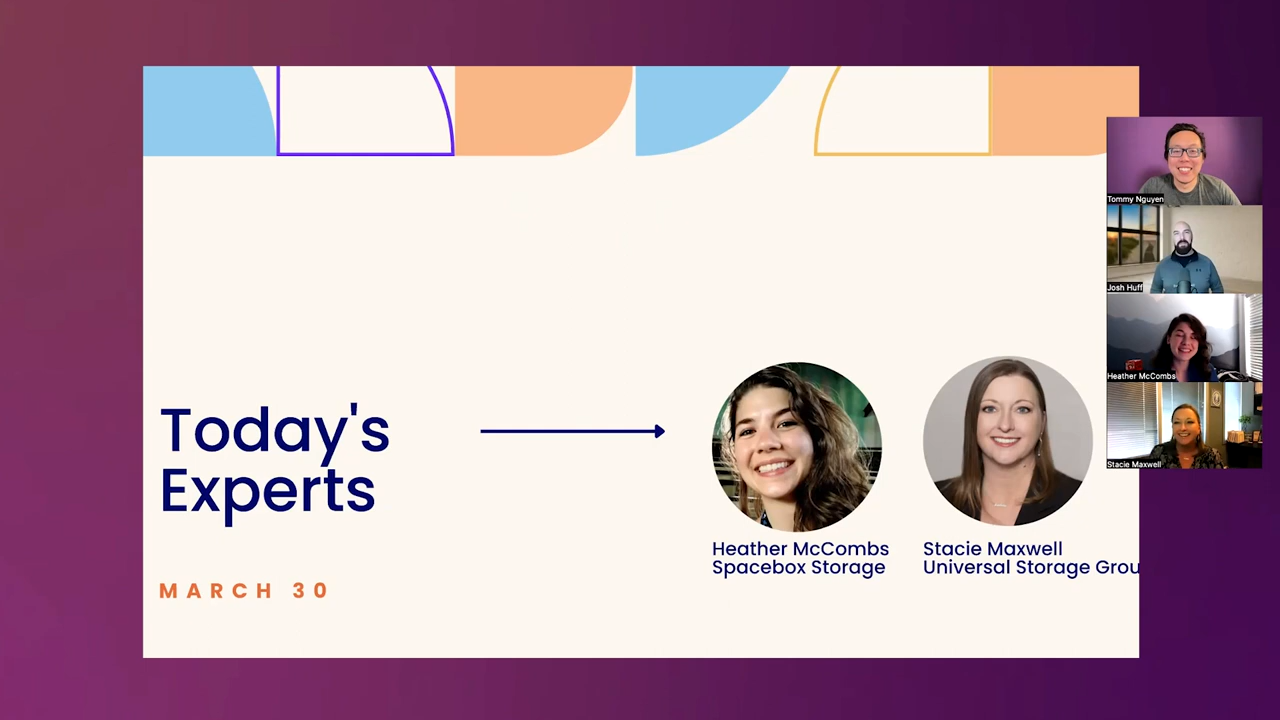 Today's
Experts
MARCH 30
Heather McCombs
Spacebox Storage
Stacie Maxwell
Universal Storage Grou
Tommy Nguyen
Josh Huff
Heather McCombs
Stacie Maxwell